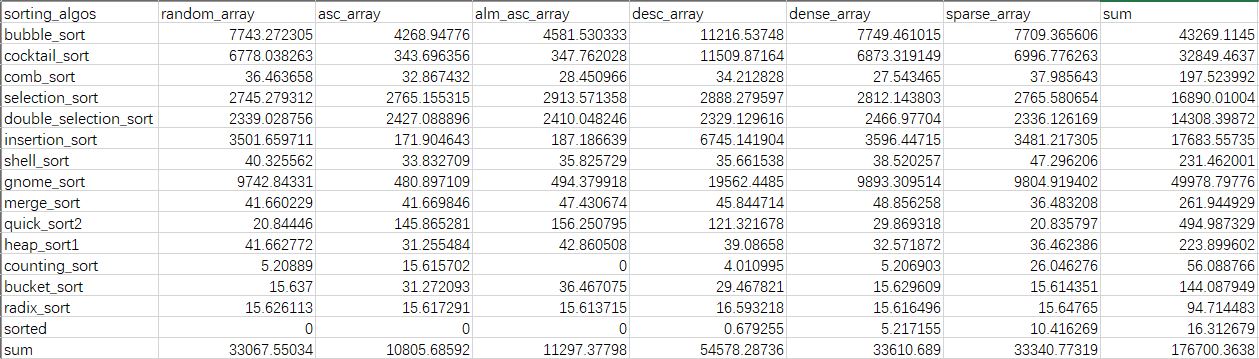 sorting_algos random_array asc_array alm_asc_array desc_array dense_array sparse_array sum
bubble_sort 7743.272305 4268.94776 4581.530333 11216.53748 7749.461015 7709.365606 43269.1145
cocktail_sort 6778.038263 343.696356 347.762028 11509.87164 6873.319149 6996.776263 32849.4637
comb_sort 36.463658 32.867432 28.450966 34.212828 27.543465 37.985643 197.523992
selection_sort 2745.279312 2765.155315 2913.571358 2888.279597 2812.143803 2765.580654 16890.01004
double_selection_sort 2339.028756 2427.088896 2410.048246 2329.129616 2466.97704 2336.126169 14308.39872
insertion_sort 3501.659711 171.904643 187.186639 6745.141904 3596.44715 3481.217305 17683.55735
shell_sort 40.325562 33.832709 35.825729 35.661538 38.520257 47.296206 231.462001
gnome_sort 9742.84331 480.897109 494.379918 19562.4485 9893.309514 9804.919402 49978.79776
merge_sort 41.660229 41.669846 47.430674 45.844714 48.856258 36.483208 261.944929
quick_sort2 20.84446 145.865281 156.250795 121.321678 29.869318 20.835797 494.987329
heap_sort1 41.662772 31.255484 42.860508 39.08658 32.571872 36.462386 223.899602
counting_sort 5.20889 15.615702 0 4.010995 5.206903 26.046276 56.088766
bucket_sort 15.637 31.272093 36.467075 29.467821 15.629609 15.614351 144.087949
radix_sort 15.626113 15.617291 15.613715 16.593218 15.616496 15.64765 94.714483
sorted 0 0 0 0.679255 5.217155 10.416269 16.312679
sum 33067.55034 10805.68592 11297.37798 54578.28736 33610.689 33340.77319 176700.3638